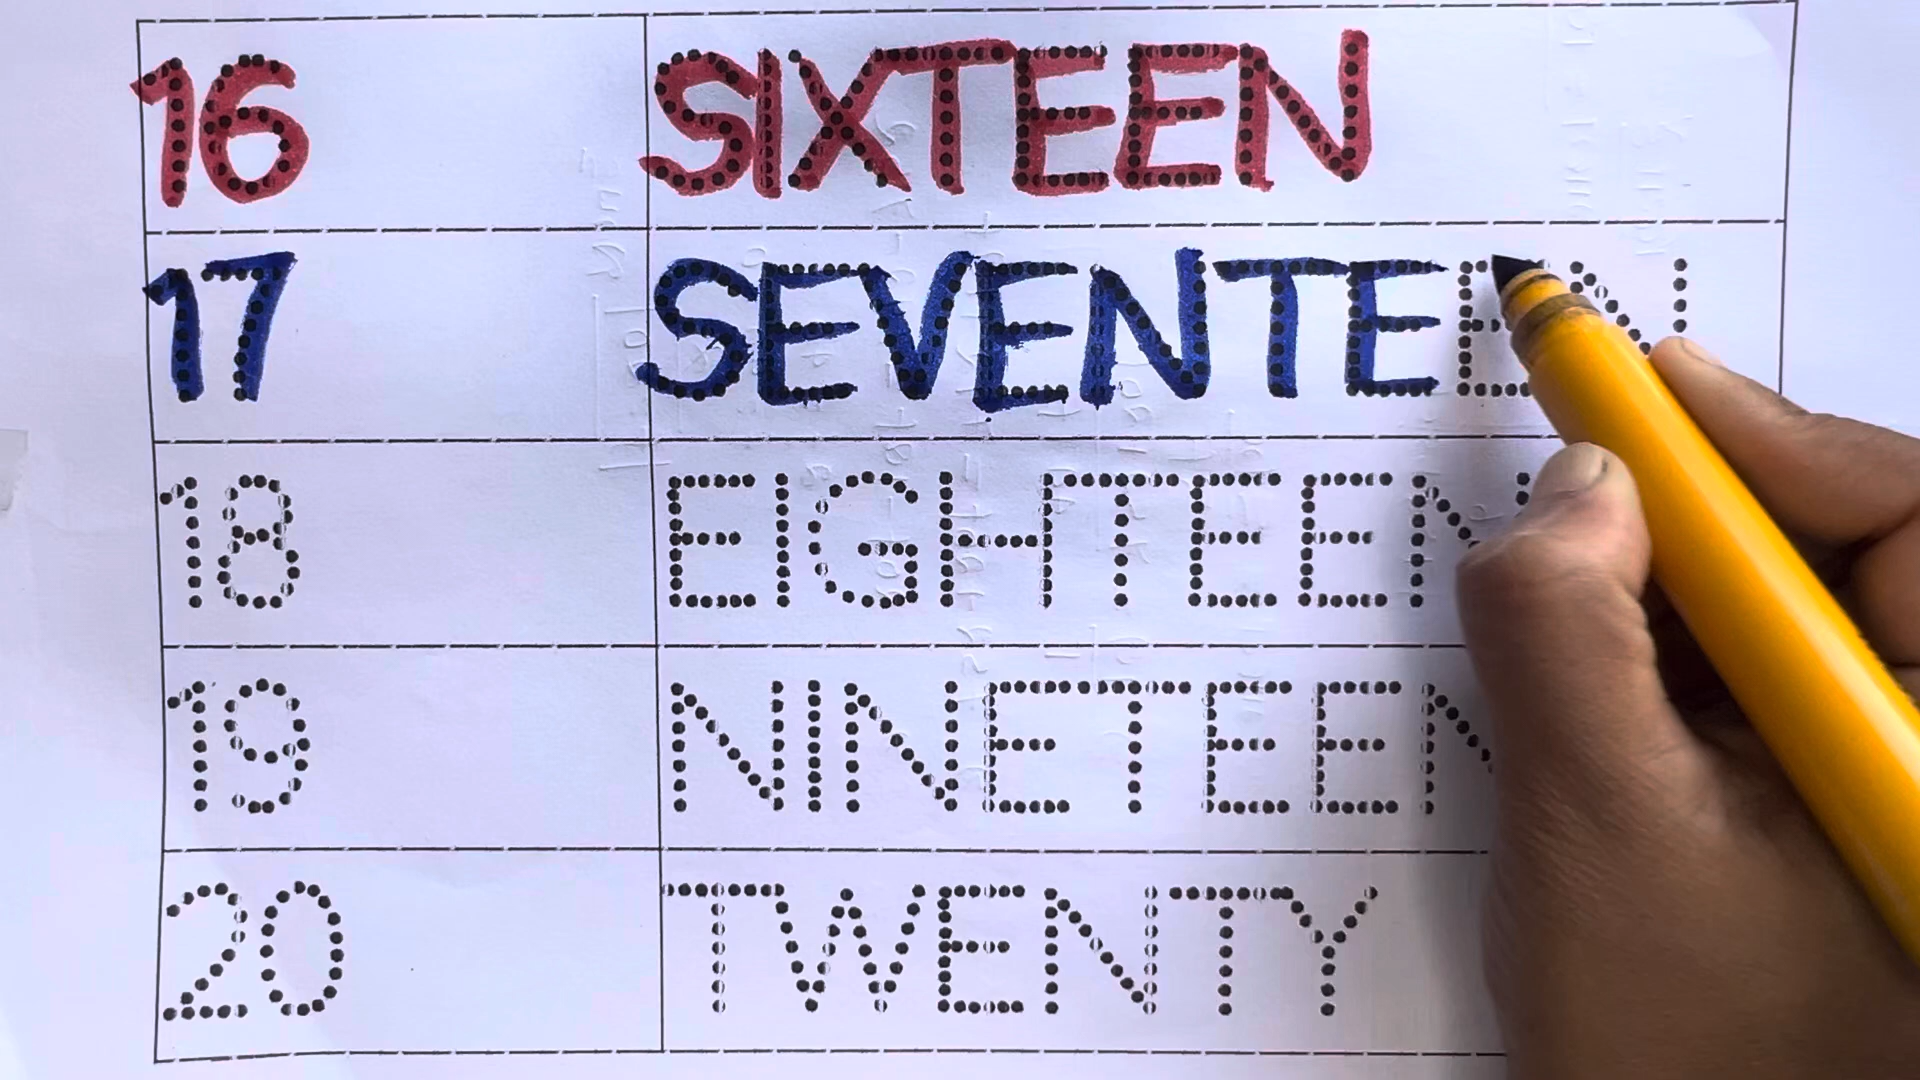 16 SIXTEEN
17 SEVENTEEN
18 EIGHTEEN
19 NINETEEN
20 TWENTY